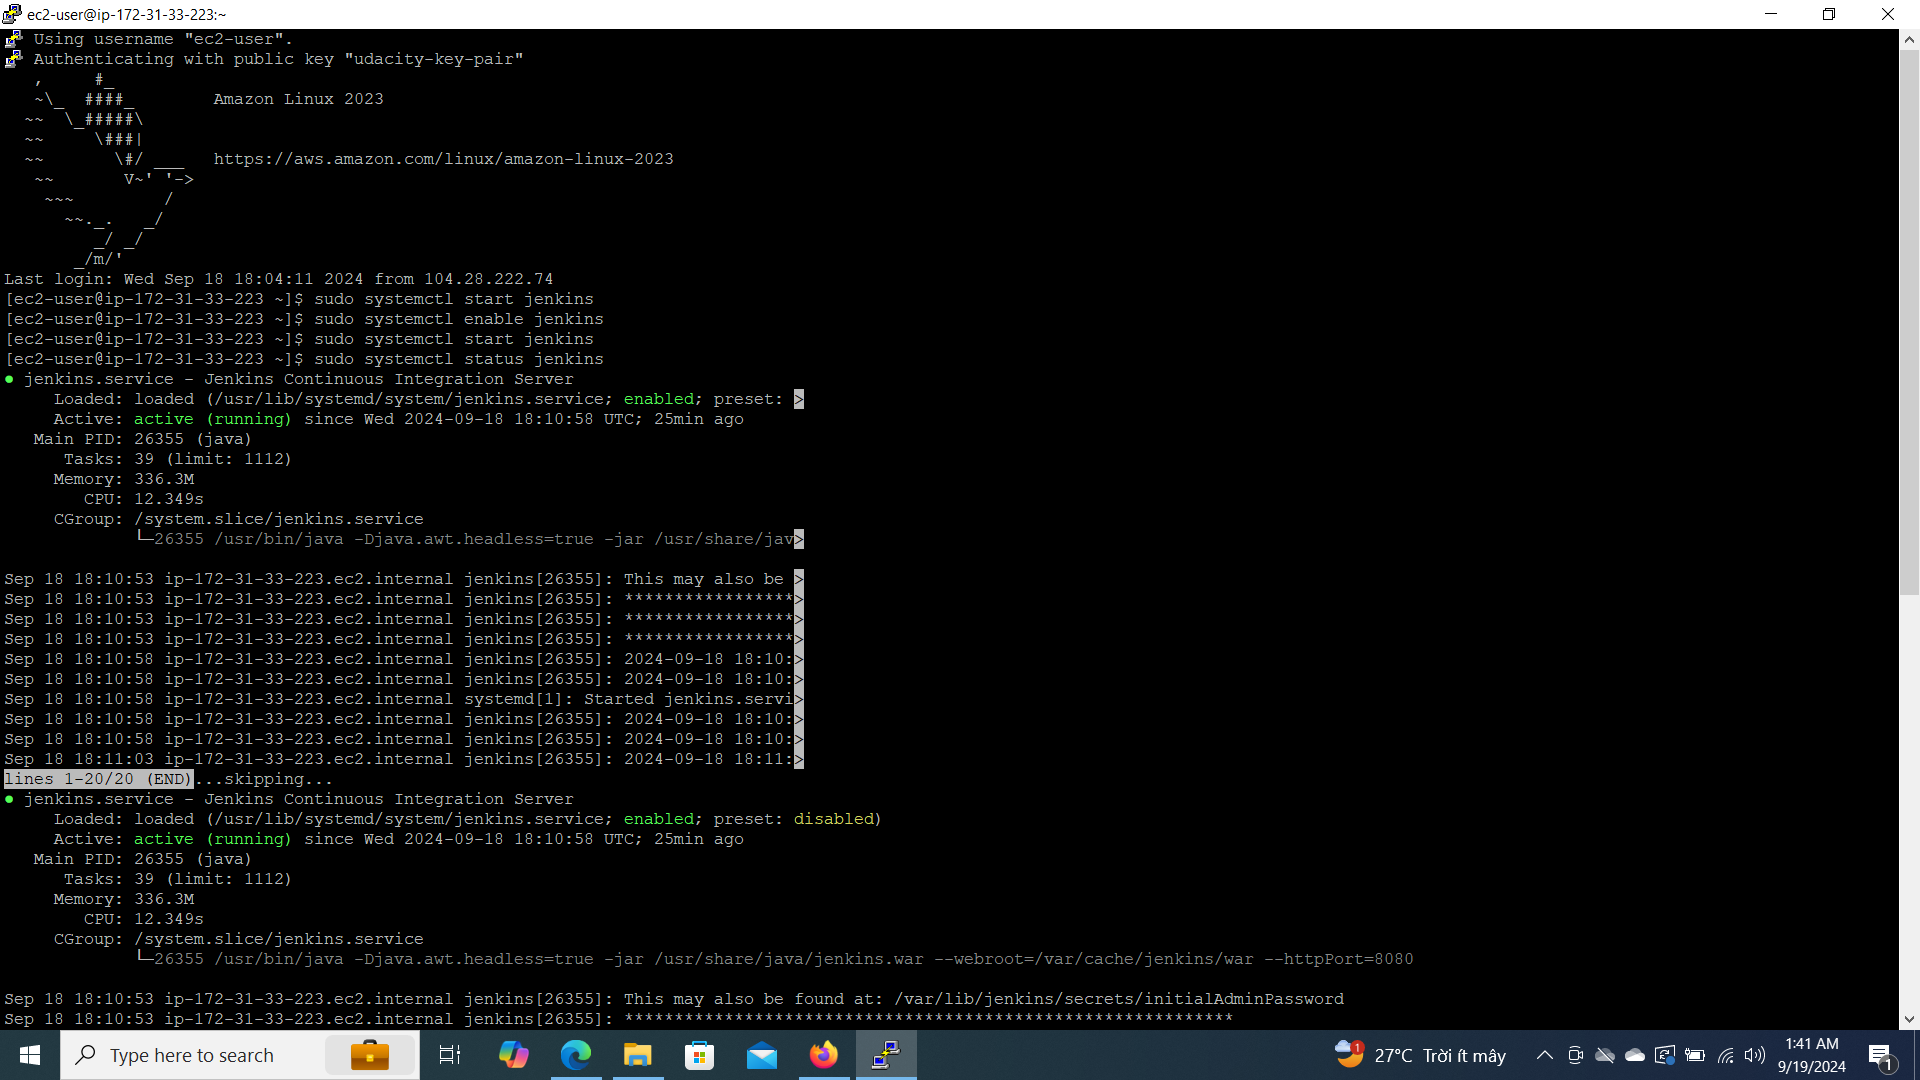 ec2-user@ip-172-31-33-223:~
Using username "ec2-user".
Authenticating with public key "udacity-key-pair"
   ,     #_
   ~\_  ####_        Amazon Linux 2023
  ~~  \_#####\
  ~~     \###|
  ~~       \#/ ___   https://aws.amazon.com/linux/amazon-linux-2023
   ~~       V~' '->
    ~~~         /
      ~~._.   _/
         _/ _/
       _/m/'
Last login: Wed Sep 18 18:04:11 2024 from 104.28.222.74
[ec2-user@ip-172-31-33-223 ~]$ sudo systemctl start jenkins
[ec2-user@ip-172-31-33-223 ~]$ sudo systemctl enable jenkins
[ec2-user@ip-172-31-33-223 ~]$ sudo systemctl start jenkins
[ec2-user@ip-172-31-33-223 ~]$ sudo systemctl status jenkins
● jenkins.service - Jenkins Continuous Integration Server
     Loaded: loaded (/usr/lib/systemd/system/jenkins.service; enabled; preset: >
     Active: active (running) since Wed 2024-09-18 18:10:58 UTC; 25min ago
   Main PID: 26355 (java)
      Tasks: 39 (limit: 1112)
     Memory: 336.3M
        CPU: 12.349s
     CGroup: /system.slice/jenkins.service
             └─26355 /usr/bin/java -Djava.awt.headless=true -jar /usr/share/jav>
Sep 18 18:10:53 ip-172-31-33-223.ec2.internal jenkins[26355]: This may also be >
Sep 18 18:10:53 ip-172-31-33-223.ec2.internal jenkins[26355]: *****************>
Sep 18 18:10:53 ip-172-31-33-223.ec2.internal jenkins[26355]: *****************>
Sep 18 18:10:53 ip-172-31-33-223.ec2.internal jenkins[26355]: *****************>
Sep 18 18:10:58 ip-172-31-33-223.ec2.internal jenkins[26355]: 2024-09-18 18:10:>
Sep 18 18:10:58 ip-172-31-33-223.ec2.internal jenkins[26355]: 2024-09-18 18:10:>
Sep 18 18:10:58 ip-172-31-33-223.ec2.internal systemd[1]: Started jenkins.servi>
Sep 18 18:10:58 ip-172-31-33-223.ec2.internal jenkins[26355]: 2024-09-18 18:10:>
Sep 18 18:10:58 ip-172-31-33-223.ec2.internal jenkins[26355]: 2024-09-18 18:10:>
Sep 18 18:11:03 ip-172-31-33-223.ec2.internal jenkins[26355]: 2024-09-18 18:11:>
lines 1-20/20 (END)...skipping...
● jenkins.service - Jenkins Continuous Integration Server
     Loaded: loaded (/usr/lib/systemd/system/jenkins.service; enabled; preset: disabled)
     Active: active (running) since Wed 2024-09-18 18:10:58 UTC; 25min ago
   Main PID: 26355 (java)
      Tasks: 39 (limit: 1112)
     Memory: 336.3M
        CPU: 12.349s
     CGroup: /system.slice/jenkins.service
             └─26355 /usr/bin/java -Djava.awt.headless=true -jar /usr/share/java/jenkins.war --webroot=/var/cache/jenkins/war --httpPort=8080
Sep 18 18:10:53 ip-172-31-33-223.ec2.internal jenkins[26355]: This may also be found at: /var/lib/jenkins/secrets/initialAdminPassword
Sep 18 18:10:53 ip-172-31-33-223.ec2.internal jenkins[26355]: *************************************************************
Type here to search
1
27°C Trời ít mây
1:41 AM
9/19/2024
1